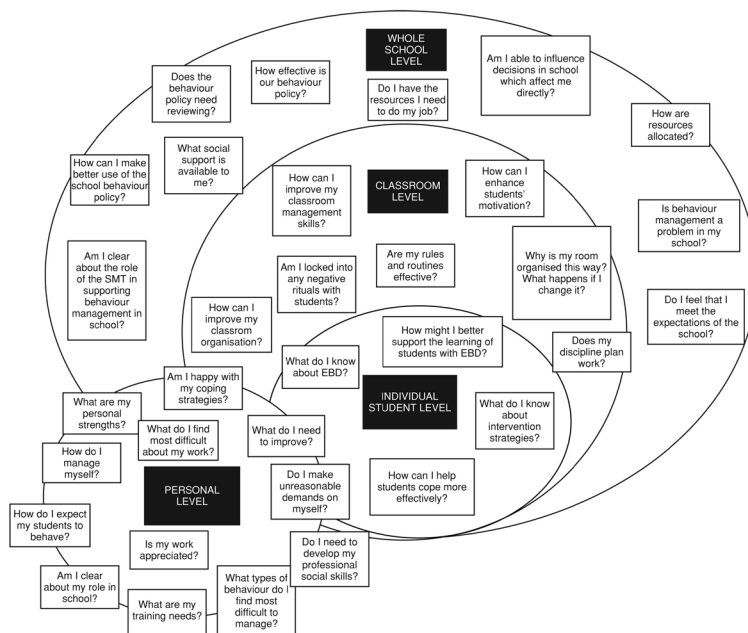 WHOLE
SCHOOL
LEVEL
Am I able to influence
decisions in school
which affect me
directly?
Does the
behaviour
policy need
reviewing?
How effective is
our behaviour
policy?
Do I have the
resources I need
to do my job?
How are
resources
allocated?
What social
support is
available to
me?
How can I make
better use of the
school behaviour
policy?
How can I
improve my
classroom
management
skills?
CLASSROOM
LEVEL
How can I
enhance
students'
motivation?
Is behaviour
management a
problem in my
school?
Am I clear
about the role
of the SMT in
supporting
behaviour
management in
school?
Am I locked into
any negative
rituals with
students?
Are my rules
and routines
effective?
Why is my room
organised this way?
What happens if I
change it?
Do I feel that I
meet the
expectations of the
school?
How can I
improve my
classrom
organisation?
How might I better
support the learning of
students with EBD?
Does my
discipline plan
work?
What do I know
about EBD?
Am I happy with
my coping
strategies?
INDIVIDUAL
STUDENT LEVEL
What are my
personal
strengths?
What do I find
most difficult
about my work?
What do I need
to improve?
What do I know
about
intervention
strategies?
How do I
manage
myself?
PERSONAL
LEVEL
Do I make
unreasonable
demands on
myself?
How can I help
students cope more
effectively?
How do I expect
my students to
behave?
Is my work
appreciated?
Do I need to
develop my
professional
social skills?
Am I clear
about my role in
school?
What are my
training needs?
What types of
behaviour do I
find most
difficult to
manage?